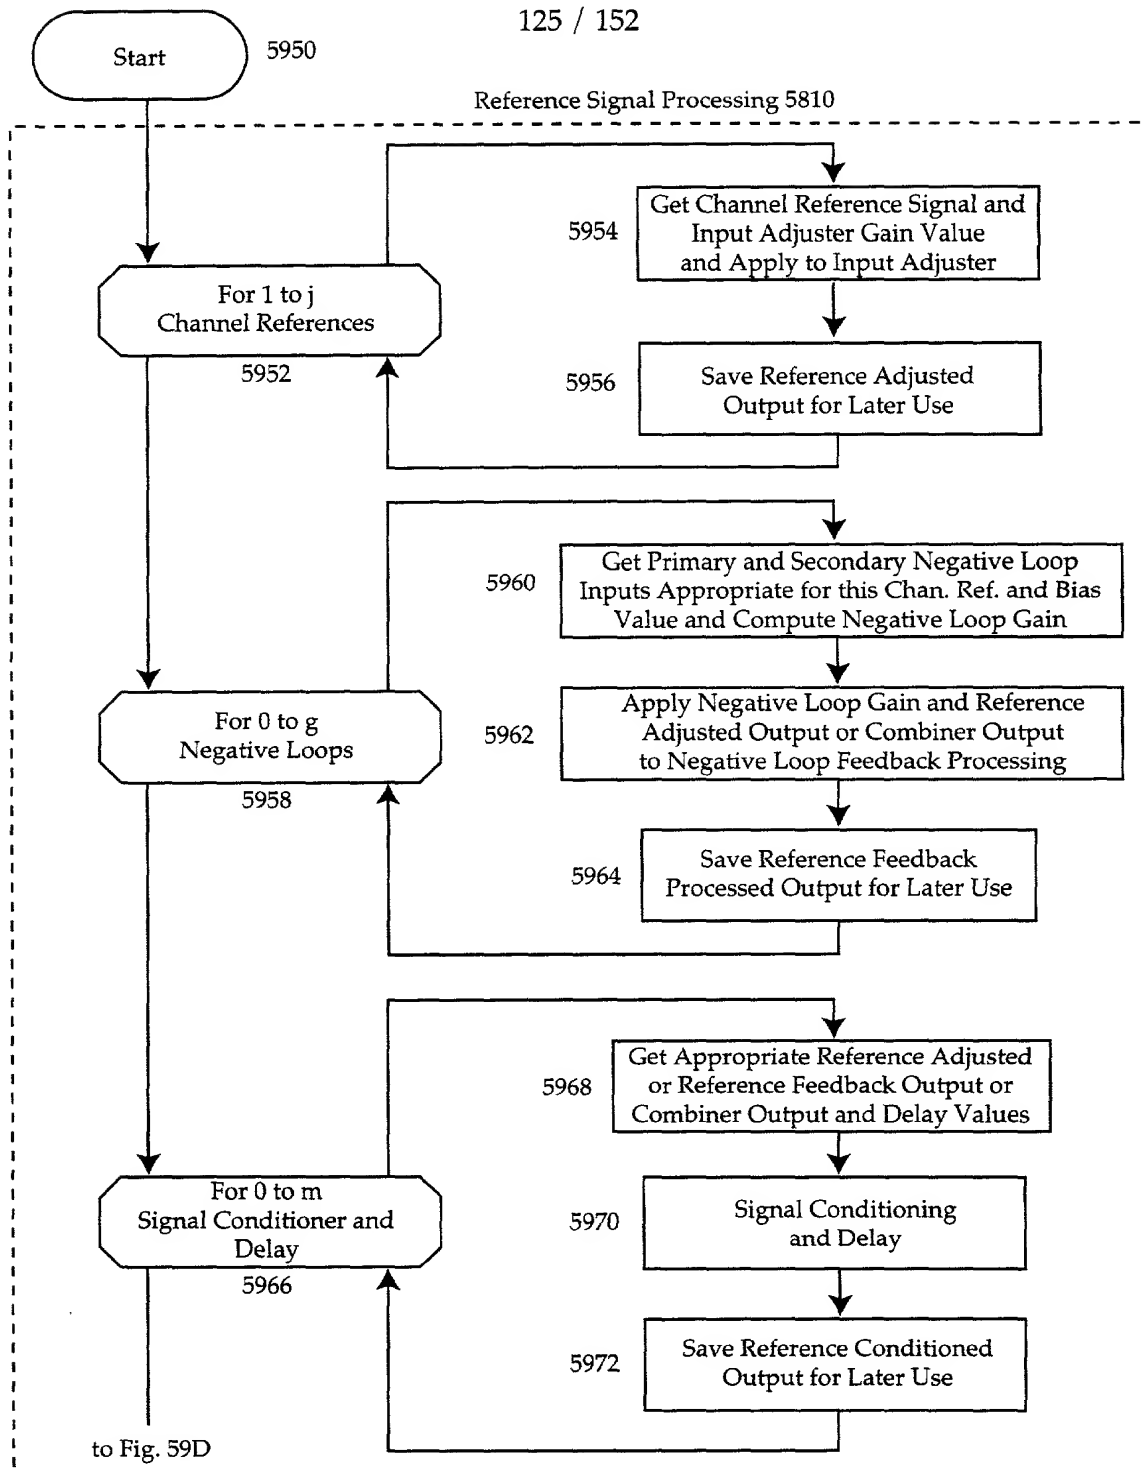 125 / 152
Start
5950
Reference Signal Processing 5810
5954
Get Channel Reference Signal and
Input Adjuster Gain Value
and Apply to Input Adjuster
For 1 to j
Channel References
5952
5956
Save Reference Adjusted
Output for Later Use
5960
Get Primary and Secondary Negative Loop
Inputs Appropriate for this Chan. Ref. and Bias
Value and Compute Negative Loop Gain
For 0 to g
Negative Loops
5958
5962
Apply Negative Loop Gain and Reference
Adjusted Output or Combiner Output
to Negative Loop Feedback Processing
5964
Save Reference Feedback
Processed Output for Later Use
5968
Get Appropriate Reference Adjusted
or Reference Feedback Output or
Combiner Output and Delay Values
For 0 to m
Signal Conditioner and
Delay
5966
5970
Signal Conditioning
and Delay
5972
Save Reference Conditioned
Output for Later Use
to Fig. 59D